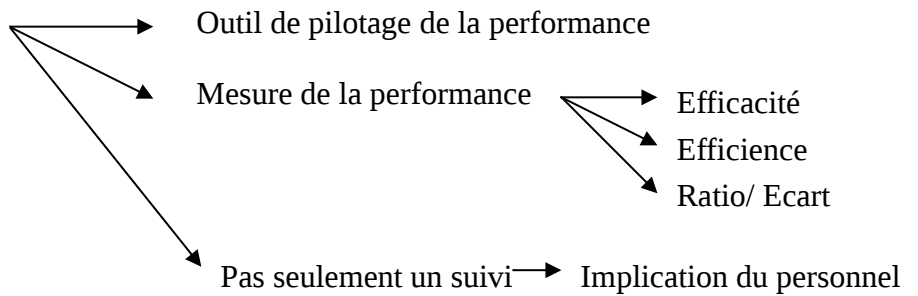 Outil de pilotage de la performance
Mesure de la performance
Efficacité
Efficience
Ratio/ Ecart
Pas seulement un suivi
Implication du personnel